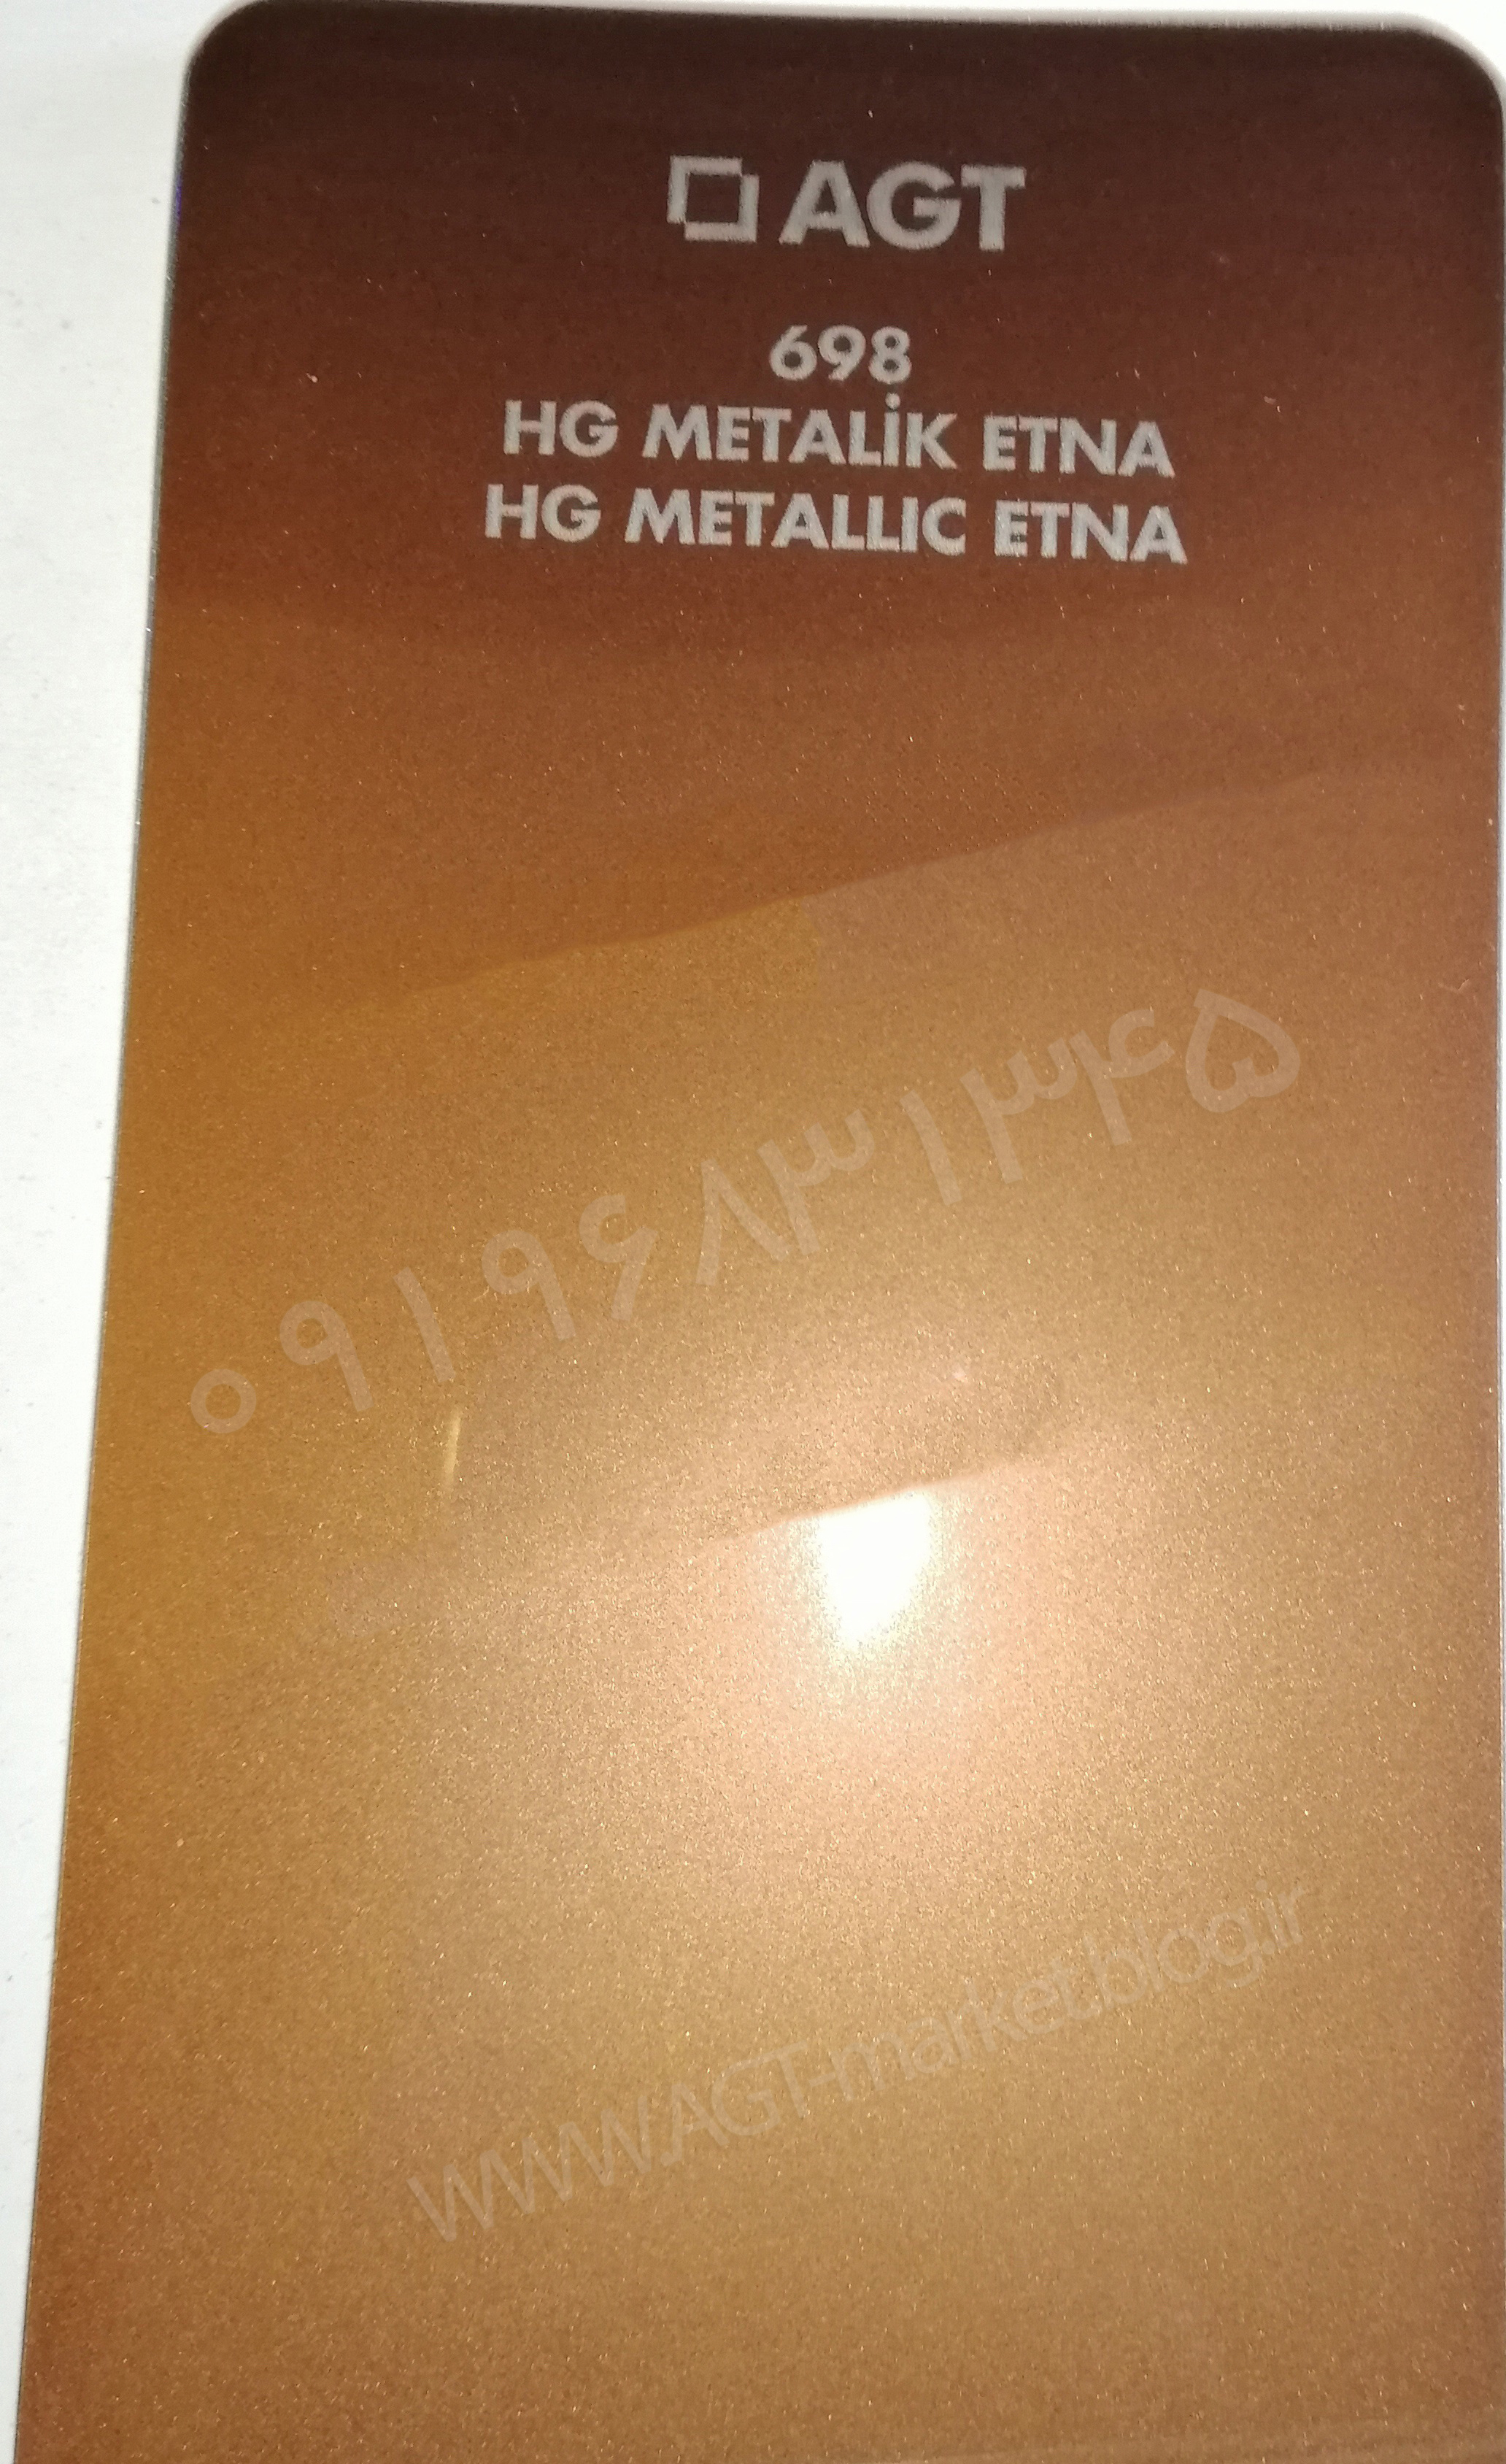 AGT
698
HG METALİK ETNA
HG METALLIC ETNA
۰۹۱۹۶۸۳۱۳۴۵
www.AGT-market.blog.ir